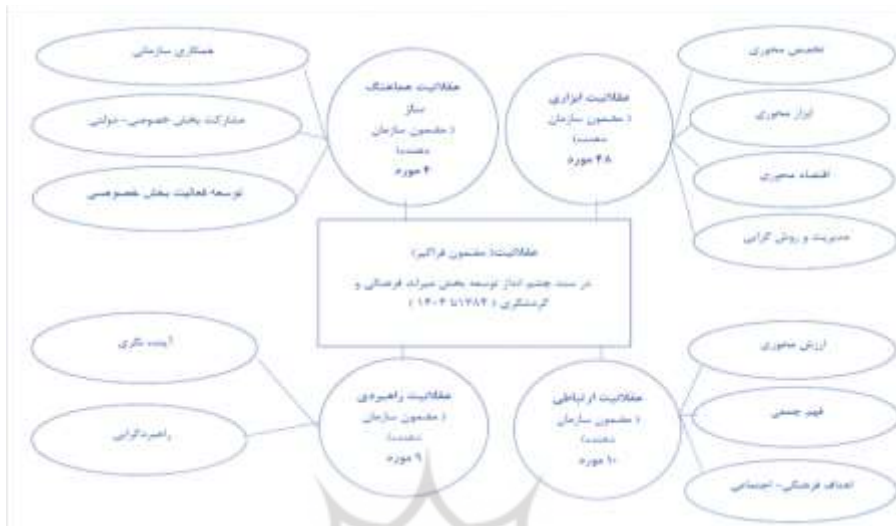 تخصص محوری
ابزار محوری
اقتصاد محوری
مدیریت و روش گرایی
عقلانیت ابزاری
( مضمون سازمان
دهنده)
۴۸ مورد
عقلانیت هماهنگ
ساز
( مضمون سازمان
دهنده)
۴ مورد
همکاری سازمانی
مشارکت بخش خصوصی- دولتی
توسعه فعالیت بخش خصوصی
عقلانیت( مضمون فراگیر)
در سند چشم انداز توسعه بخش میراث فرهنگی و
گردشگری ( ۱۳۸۴تا ۱۴۰۴ )
ارزش محوری
فهم جمعی
اهداف فرهنگی- اجتماعی
عقلانیت ارتباطی
( مضمون سازمان
دهنده)
۱۰ مورد
عقلانیت راهبردی
( مضمون سازمان
دهنده)
۹ مورد
آینده نگری
راهبردگرایی